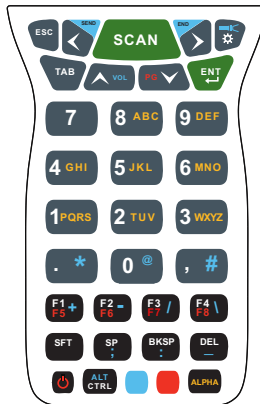 SEND END
ESC SCAN
TAB VOL PG ENT
7 8 ABC 9 DEF
4 GHI 5 JKL 6 MNO
1 PQRS 2 TUV 3 WXYZ
. * 0 @ , #
F1 + F2 - F3 / F4 \
F5 F6 F7 F8
SFT SP BKSP DEL
; : _
ALT
CTRL ALPHA